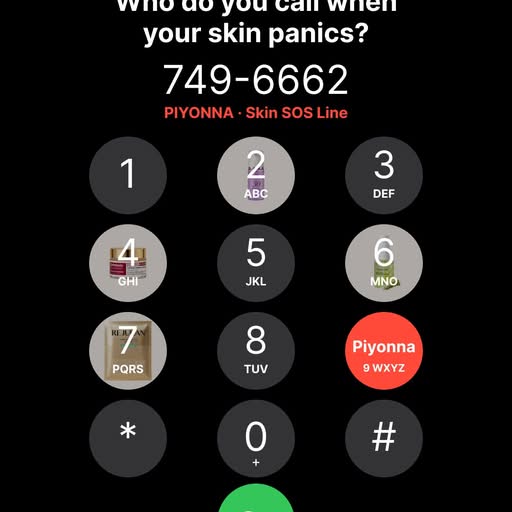 Who do you call when
your skin panics?
749-6662
PIYONNA · Skin SOS Line
1
2
ABC
3
DEF
4
GHI
5
JKL
6
MNO
REJURAN
7
PQRS
8
TUV
Piyonna
9 WXYZ
*
0
+
#